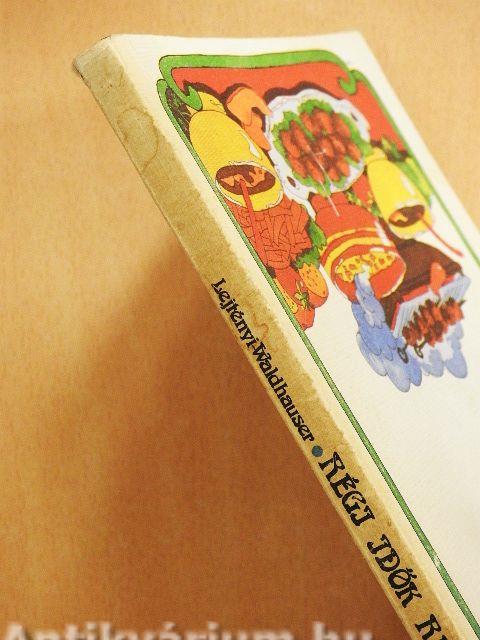 Lejtényi-Waldhauser • RÉGI IDŐK
Antikvárium.hu